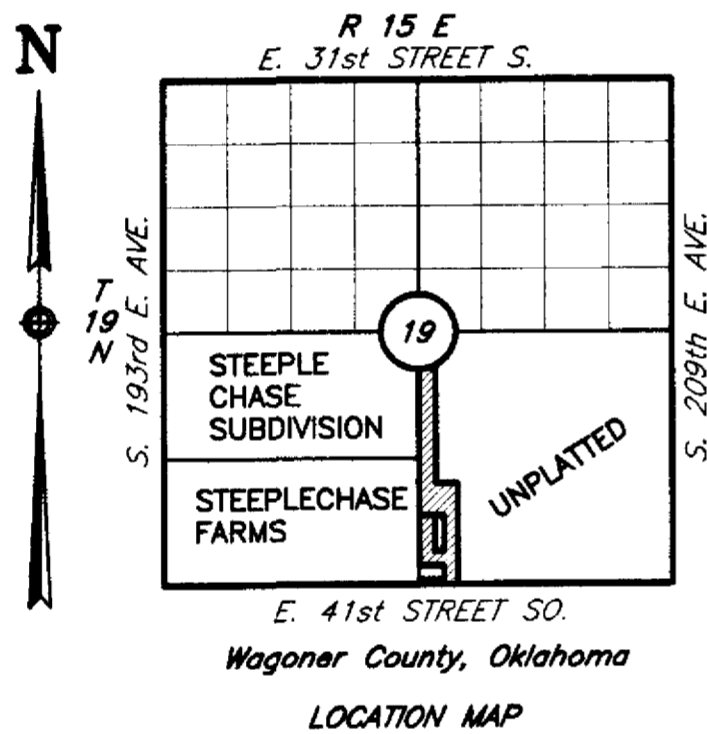 N
R 15 E
E. 31st STREET S.
S. 193rd E. AVE.
T
19
N
19
S. 209th E. AVE.
STEEPLE
CHASE
SUBDIVISION
UNPLATTED
STEEPLECHASE
FARMS
E. 41st STREET SO.
Wagoner County, Oklahoma
LOCATION MAP